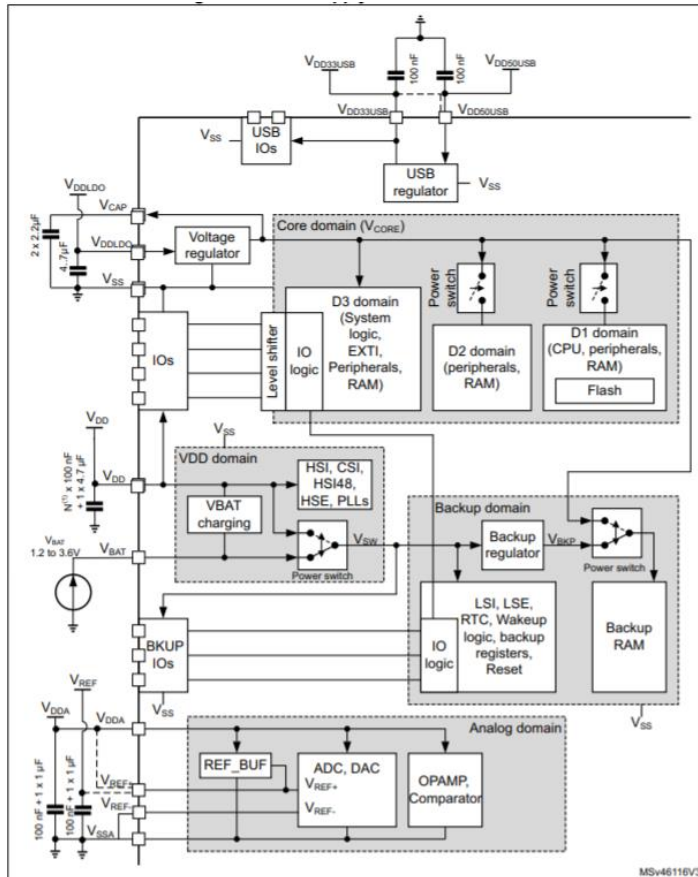 100 nF
100 nF
VDD33USB
VDD50USB
VDD33USB
VDD50USB
VSS
USB
IOs
USB
regulator
VSS
VDDLDO
VCAP
2 x 2.2µF
4..7µF
VDDLDO
Voltage
regulator
VSS
Core domain (VCORE)
Power
switch
Power
switch
D3 domain
(System
logic,
EXTI,
Peripherals,
RAM)
D2 domain
(peripherals,
RAM)
D1 domain
(CPU, peripherals,
RAM)
Flash
IOs
Level shifter
IO
logic
VDD
VDD
N(1) x 100 nF
+ 1 x 4.7 µF
VSS
VDD domain
HSI, CSI,
HSI48,
HSE, PLLs
VBAT
charging
Power switch
VBAT
1.2 to 3.6V
VBAT
VSW
Backup domain
Backup
regulator
VBKP
Power switch
LSI, LSE,
RTC, Wakeup
logic, backup
registers,
Reset
IO
logic
Backup
RAM
VSS
BKUP
IOs
VSS
VREF
VDDA
VDDA
100 nF + 1 x 1 µF
100 nF + 1 x 1 µF
VREF+
VREF-
VSSA
Analog domain
REF_BUF
ADC, DAC
VREF+
VREF-
OPAMP,
Comparator
MSv46116V3